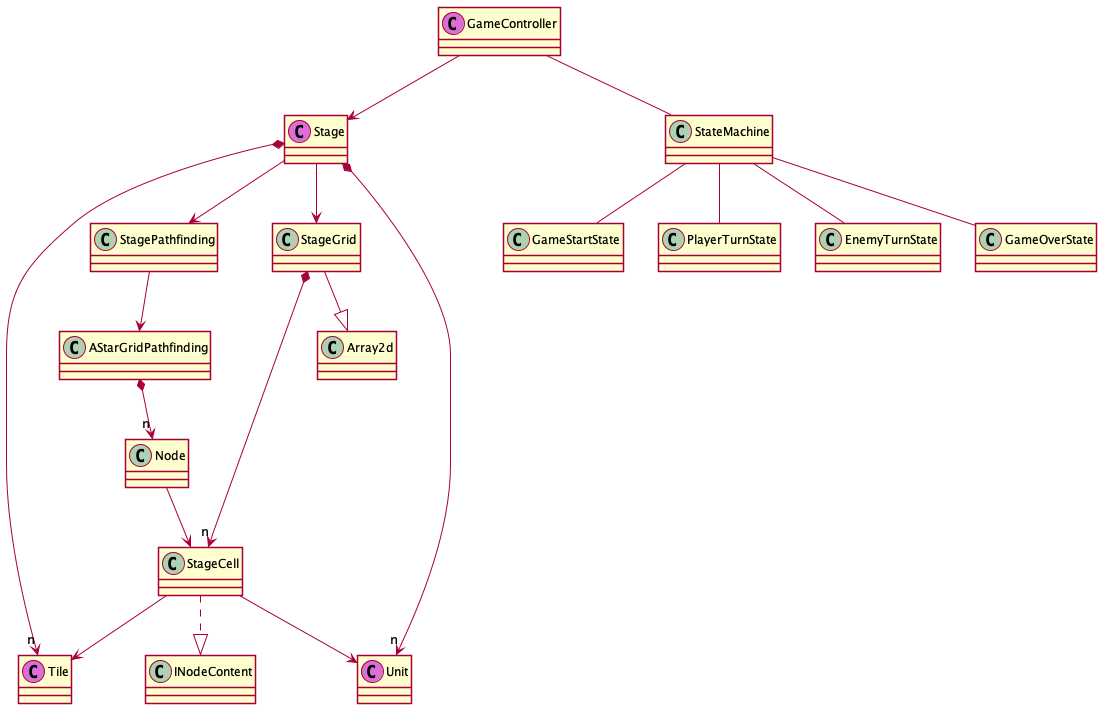 C GameController
C Stage
C StateMachine
C StagePathfinding
C StageGrid
C GameStartState
C PlayerTurnState
C EnemyTurnState
C GameOverState
C AStarGridPathfinding
C Array2d
n
C Node
n
C StageCell
n
n
C Tile
C INodeContent
C Unit